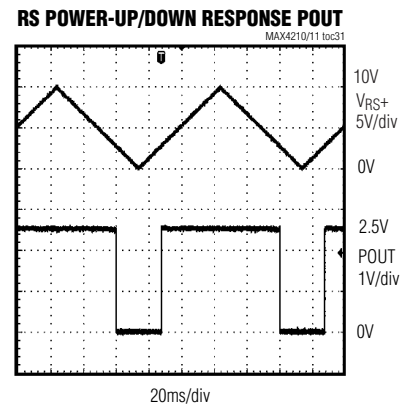 RS POWER-UP/DOWN RESPONSE POUT
MAX4210/11 toc31
T
10V
VRS+
5V/div
0V
2.5V
POUT
1V/div
0V
20ms/div